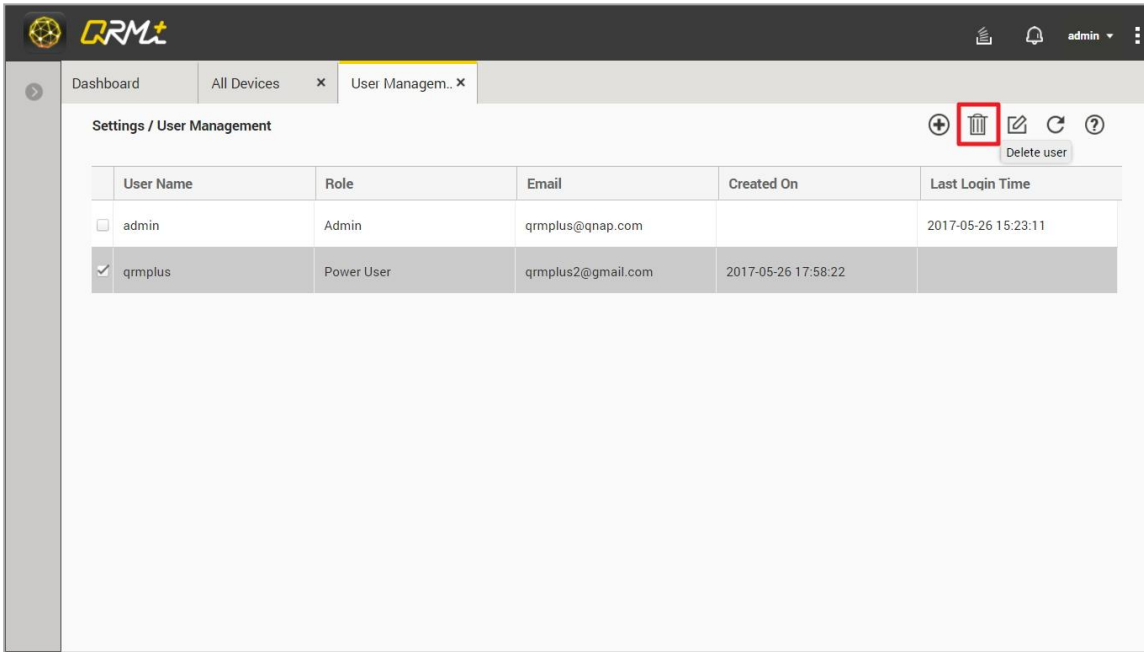 QRM+
admin
Dashboard All Devices User Managem..
Settings / User Management
Delete user
User Name Role Email Created On Last Login Time
admin Admin qrmplus@qnap.com 2017-05-26 15:23:11
qrmplus Power User qrmplus2@gmail.com 2017-05-26 17:58:22